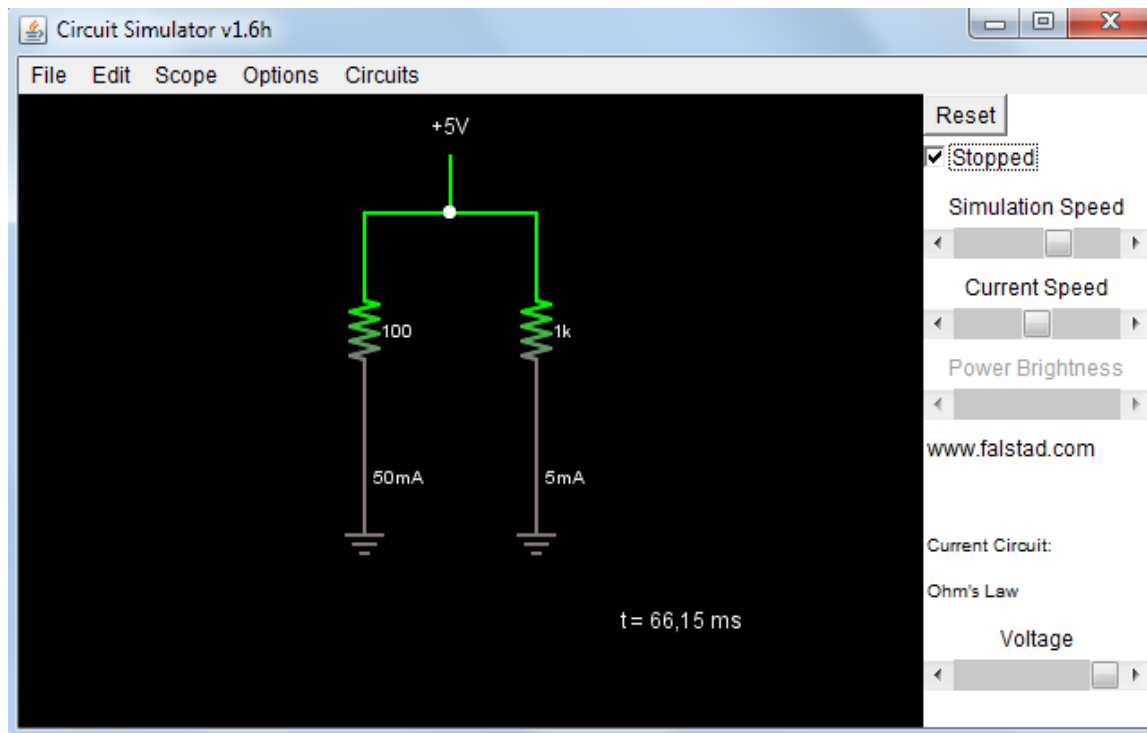 Circuit Simulator v1.6h
File Edit Scope Options Circuits
+5V
100
1k
50mA
5mA
t = 66,15 ms
Reset
Stopped
Simulation Speed
Current Speed
Power Brightness
www.falstad.com
Current Circuit:
Ohm's Law
Voltage